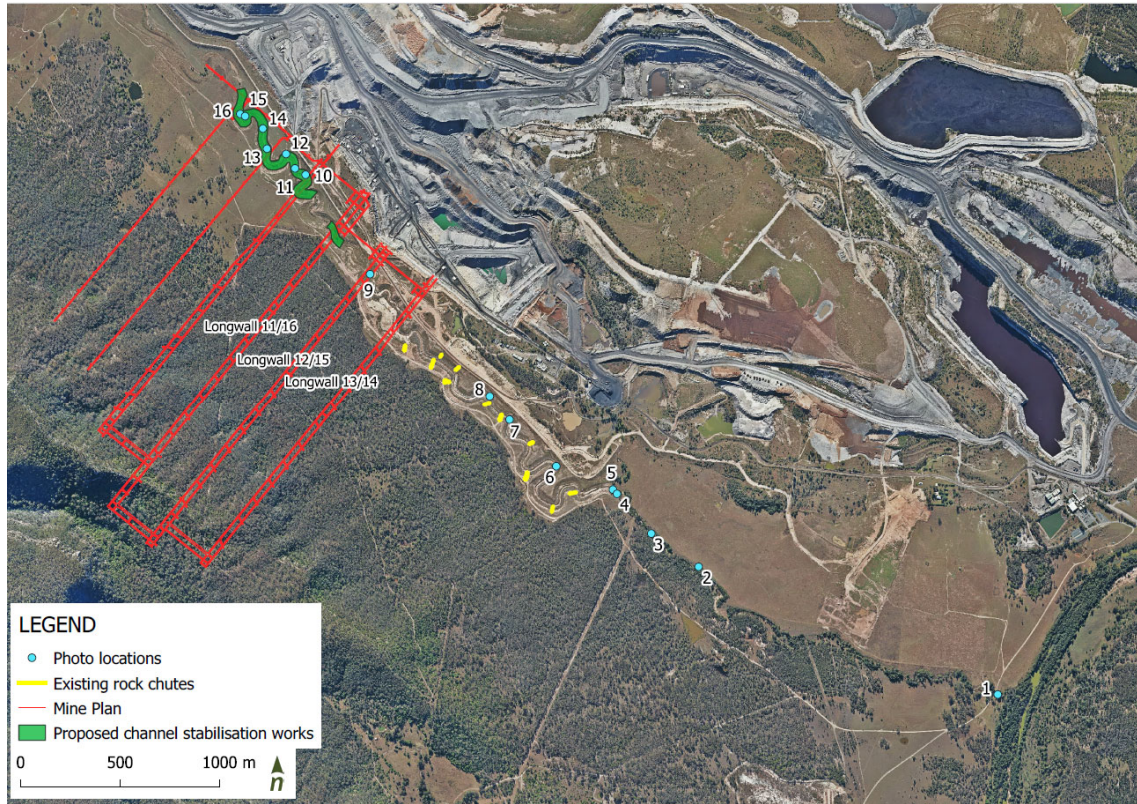 15
16
14
12
13
10
11
9
Longwall 11/16
Longwall 12/15
Longwall 13/14
8
7
6
5
4
3
2
1
LEGEND
Photo locations
Existing rock chutes
Mine Plan
Proposed channel stabilisation works
0 500 1000 m
n